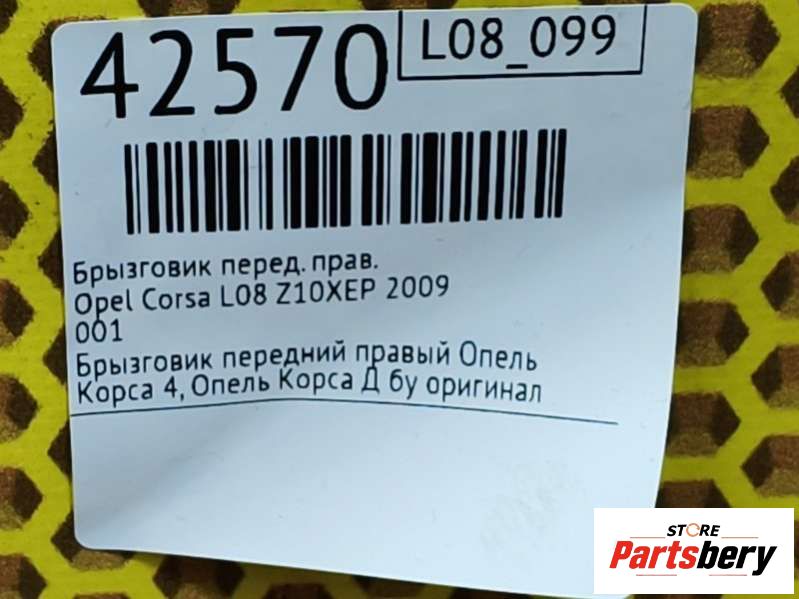 42570
L08_099
Брызговик перед. прав.
Opel Corsa L08 Z10XEP 2009
001
Брызговик передний правый Опель
Корса 4, Опель Корса Д бу оригинал
STORE
Partsbery